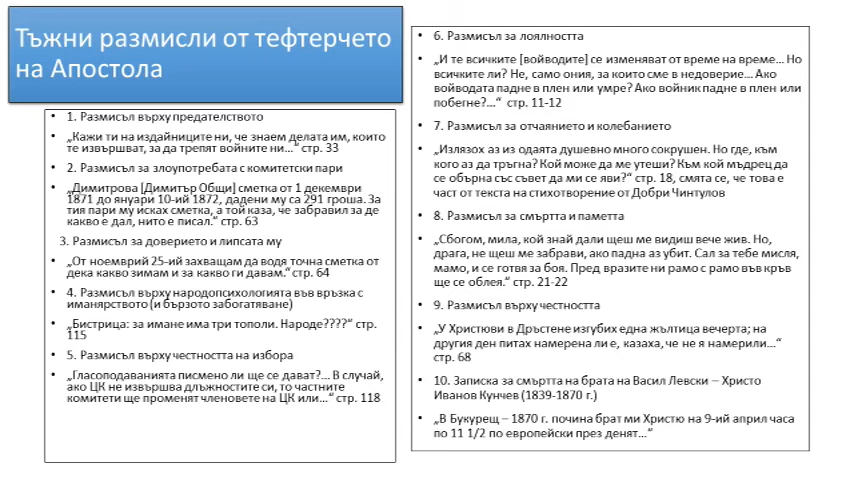 Тъжни размисли от тефтерчето
на Апостола
• 1. Размисъл върху предателството
• „Кажи ти на издайниците ни, че знаем делата им, които
те извършват, за да трепят войните ни…“ стр. 33
• 2. Размисъл за злоупотребата с комитетски пари
• „Димитрова [Димитър Общи] сметка от 1 декември
1871 до януари 10-ий 1872, дадени му са 291 гроша. За
тия пари му исках сметка, а той каза, че забравил за де
какво е дал, нито е писал.“ стр. 63
3. Размисъл за доверието и липсата му
• „От ноемврий 25-ий захващам да водя точна сметка от
дека какво зимам и за какво ги давам.“ стр. 64
• 4. Размисъл върху народопсихологията във връзка с
иманярството (и бързото забогатяване)
• „Бистрица: за имане има три тополи. Народе????“ стр.
115
• 5. Размисъл върху честността на избора
• „Гласоподаванията писмено ли ще се дават?... В случай,
ако ЦК не извършва длъжностите си, то частните
комитети ще променят членовете на ЦК или…“ стр. 118
• 6. Размисъл за лоялността
• „И те всичките [войводите] се изменяват от време на време… Но
всичките ли? Не, само ония, за които сме в недоверие… Ако
войводата падне в плен или умре? Ако войник падне в плен или
побегне?...“ стр. 11-12
• 7. Размисъл за отчаянието и колебанието
• „Излязох аз из одаята душевно много сокрушен. Но где, към
кого аз да тръгна? Кой може да ме утеши? Към кой мъдрец да
се обърна със съвет да ми се яви?“ стр. 18, смята се, че това е
част от текста на стихотворение от Добри Чинтулов
• 8. Размисъл за смъртта и паметта
• „Сбогом, мила, кой знай дали щеш ме видиш вече жив. Но,
драга, не щеш ме забрави, ако падна аз убит. Сал за тебе мисля,
мамо, и се готвя за боя. Пред вразите ни рамо с рамо във кръв
ще се облея.“ стр. 21-22
• 9. Размисъл върху честността
• „У Христюви в Дръстене изгубих една жълтица вечерта; на
другия ден питах намерена ли е, казаха, че не я намерили…“
стр. 68
• 10. Записка за смъртта на брата на Васил Левски – Христо
Иванов Кунчев (1839-1870 г.)
• „В Букурещ – 1870 г. почина брат ми Христю на 9-ий април часа
по 11 1/2 по европейски през денят…“